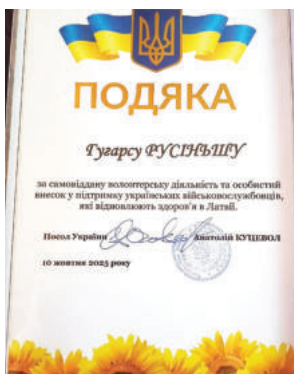 ПОДЯКА
Гугарсу РУСІНЬШУ
за самовіддану волонтерську діяльність та особистий
внесок у підтримку українських військовослужбовців,
які відновлюють здоров'я в Латвії.
Посол України Анатолій КУЦЕВОЛ
10 жовтня 2025 року